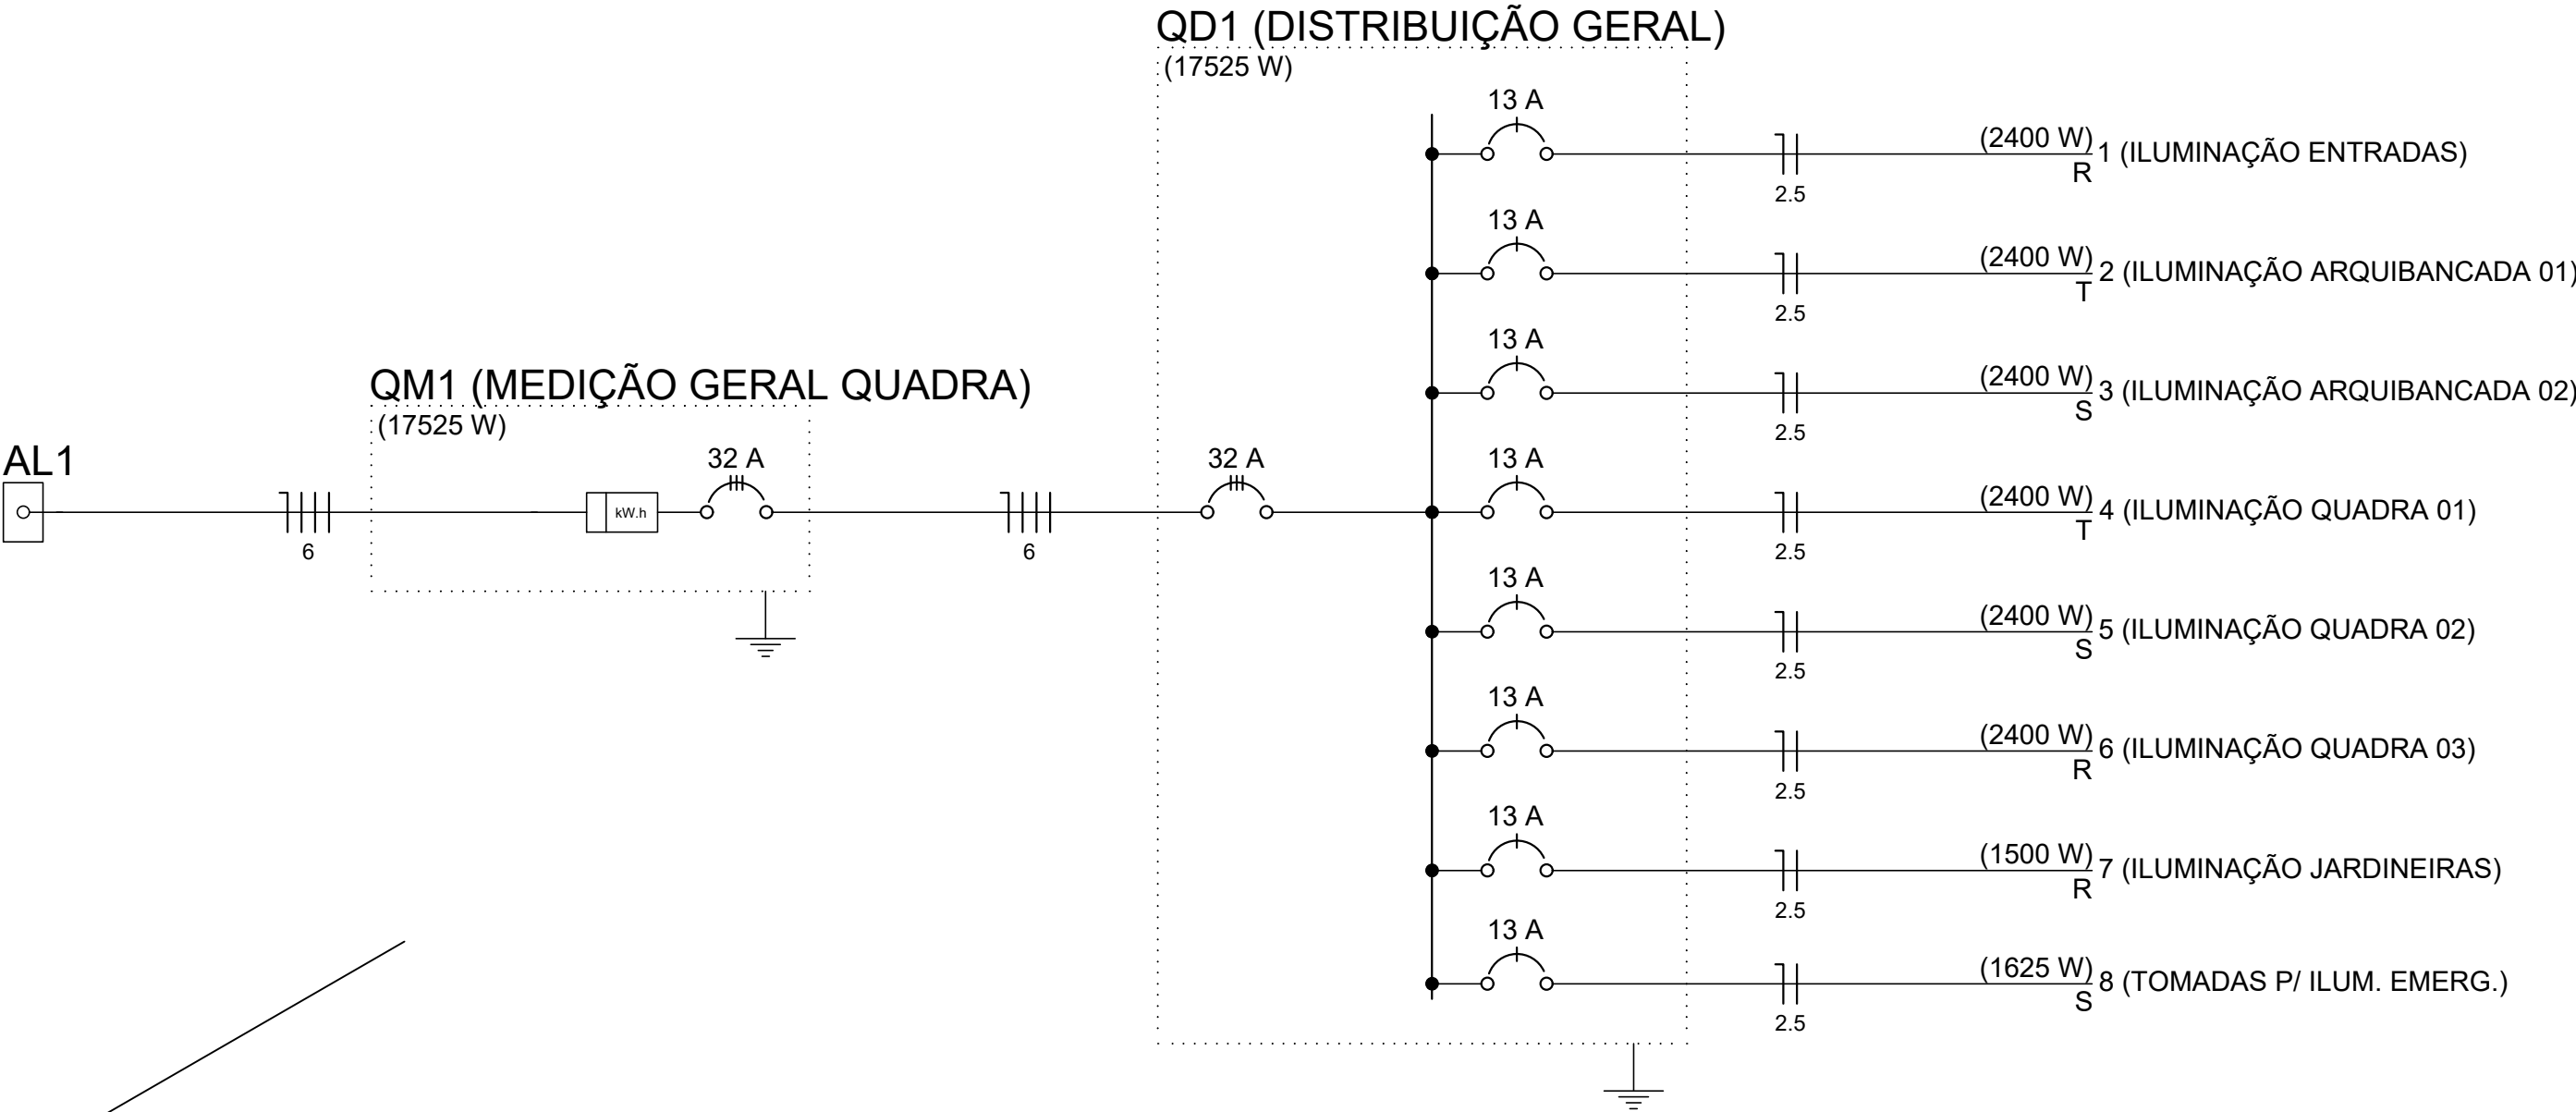 QD1 (DISTRIBUIÇÃO GERAL)
(17525 W)
13 A
(2400 W)
1 (ILUMINAÇÃO ENTRADAS)
R
2.5
13 A
(2400 W)
2 (ILUMINAÇÃO ARQUIBANCADA 01)
T
2.5
13 A
(2400 W)
3 (ILUMINAÇÃO ARQUIBANCADA 02)
S
2.5
QM1 (MEDIÇÃO GERAL QUADRA)
(17525 W)
AL1
6
kW.h
32 A
6
32 A
13 A
(2400 W)
4 (ILUMINAÇÃO QUADRA 01)
T
2.5
13 A
(2400 W)
5 (ILUMINAÇÃO QUADRA 02)
S
2.5
13 A
(2400 W)
6 (ILUMINAÇÃO QUADRA 03)
R
2.5
13 A
(1500 W)
7 (ILUMINAÇÃO JARDINEIRAS)
R
2.5
13 A
(1625 W)
8 (TOMADAS P/ ILUM. EMERG.)
S
2.5